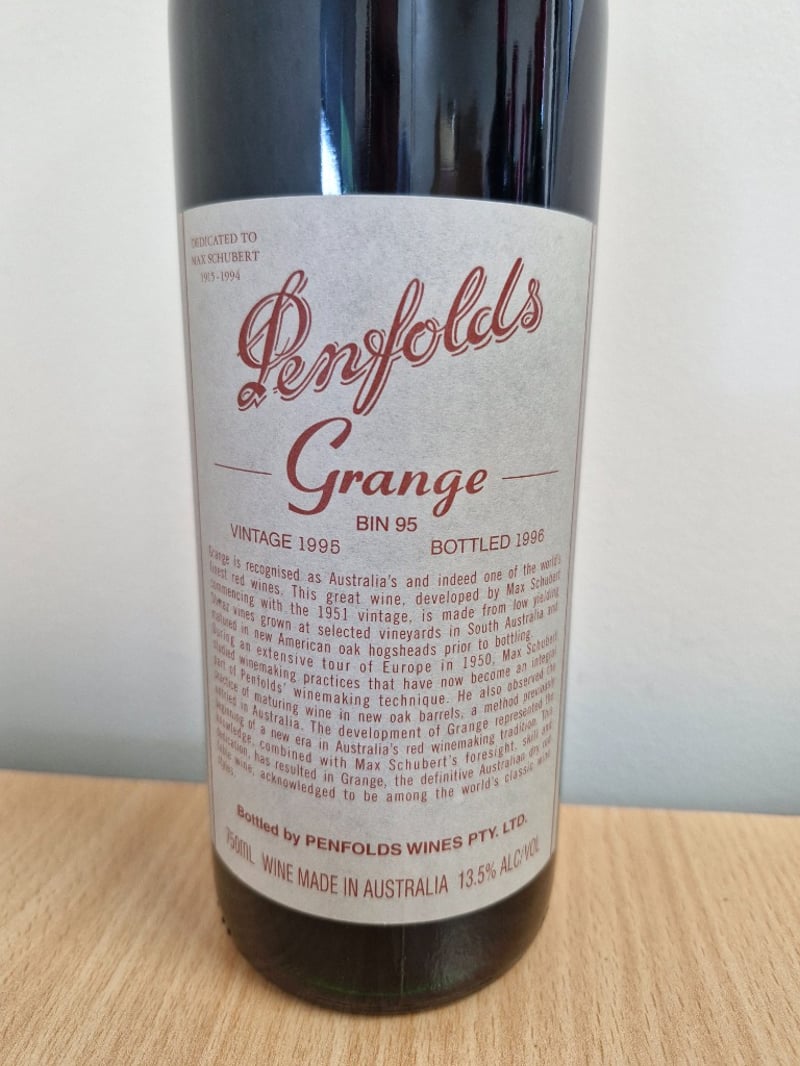 DEDICATED TO
MAX SCHUBERT
1915-1994
Penfolds
Grange
BIN 95
VINTAGE 1995
BOTTLED 1996
Grange is recognised as Australia's and indeed one of the world's
finest red wines. This great wine, developed by Max Schubert
commencing with the 1951 vintage, is made from low yielding
Shiraz vines grown at selected vineyards in South Australia and
matured in new American oak hogsheads prior to bottling.
During an extensive tour of Europe in 1950, Max Schubert
studied winemaking practices that have now become an integral
part of Penfolds' winemaking technique. He also observed the
practice of maturing wine in new oak barrels, a method previously
untried in Australia. The development of Grange represented the
beginning of a new era in Australia's red winemaking tradition. This
knowledge, combined with Max Schubert's foresight, skill and
dedication, has resulted in Grange, the definitive Australian dry red
table wine, acknowledged to be among the world's classic wine
styles.
Bottled by PENFOLDS WINES PTY. LTD.
750ML WINE MADE IN AUSTRALIA 13.5% ALC/VOL